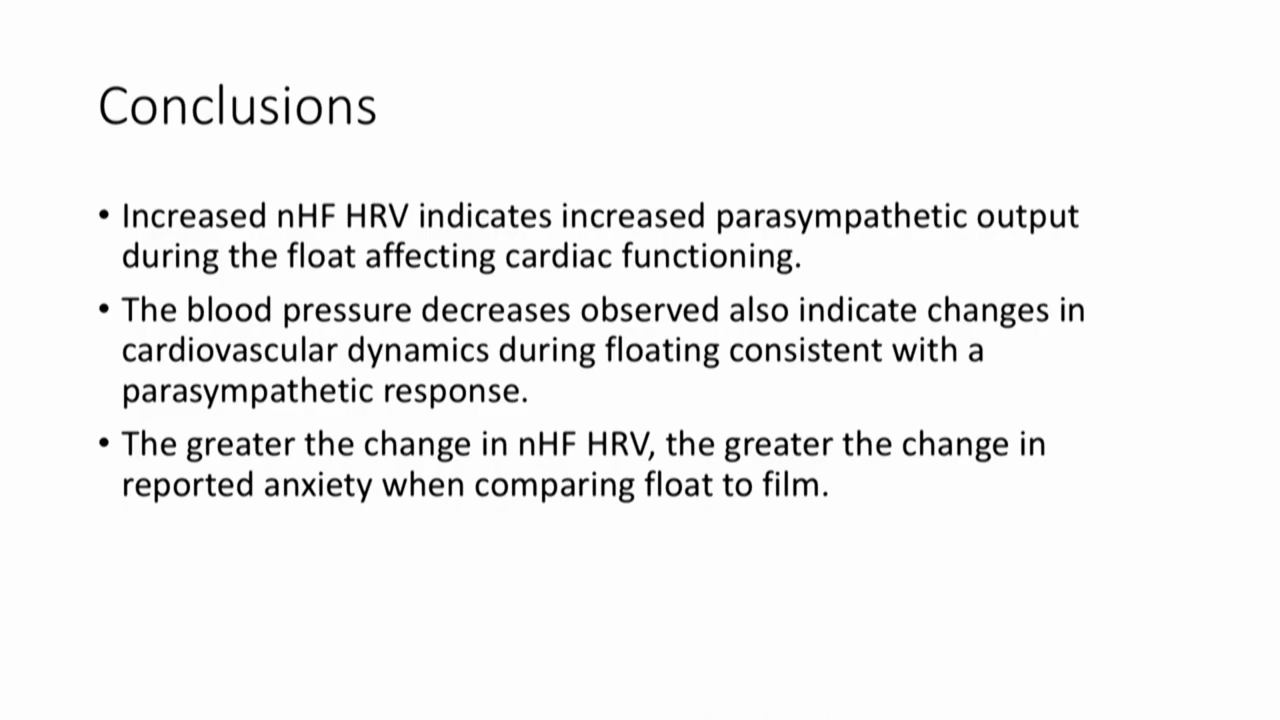 Conclusions
• Increased nHF HRV indicates increased parasympathetic output
during the float affecting cardiac functioning.
• The blood pressure decreases observed also indicate changes in
cardiovascular dynamics during floating consistent with a
parasympathetic response.
• The greater the change in nHF HRV, the greater the change in
reported anxiety when comparing float to film.